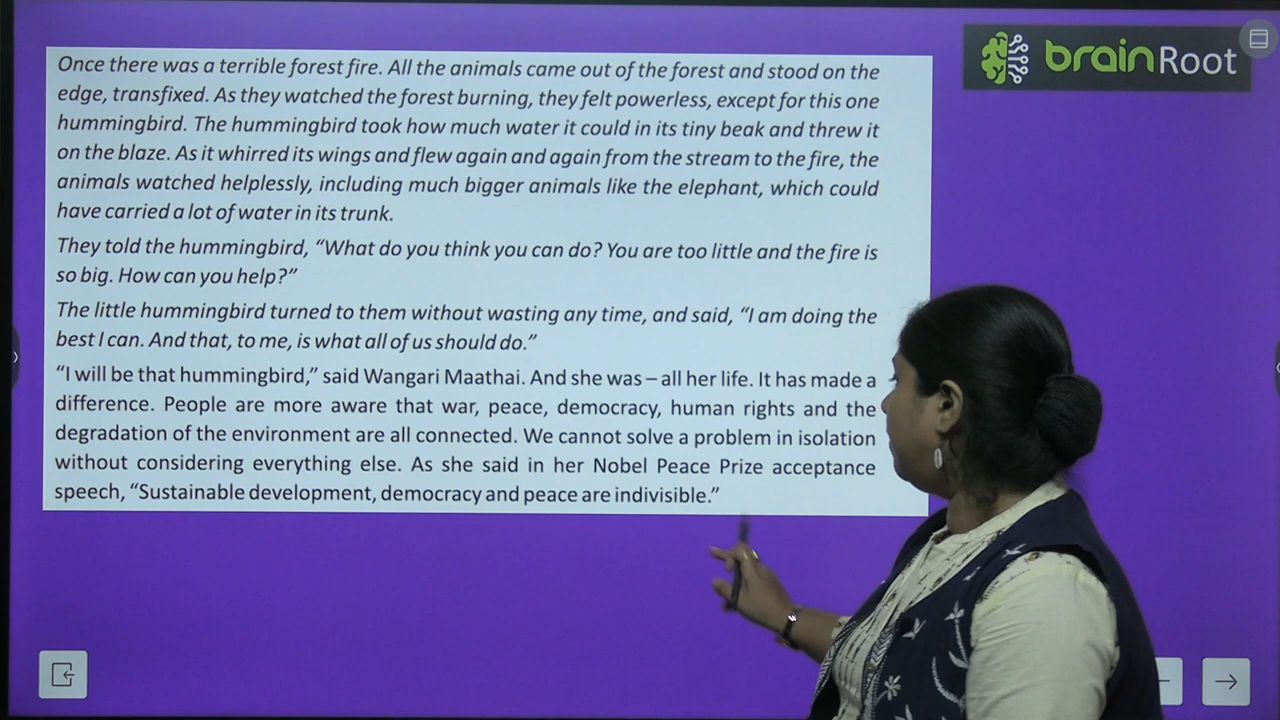 brainRoot
Once there was a terrible forest fire. All the animals came out of the forest and stood on the
edge, transfixed. As they watched the forest burning, they felt powerless, except for this one
hummingbird. The hummingbird took how much water it could in its tiny beak and threw it
on the blaze. As it whirred its wings and flew again and again from the stream to the fire, the
animals watched helplessly, including much bigger animals like the elephant, which could
have carried a lot of water in its trunk.
They told the hummingbird, “What do you think you can do? You are too little and the fire is
so big. How can you help?”
The little hummingbird turned to them without wasting any time, and said, “I am doing the
best I can. And that, to me, is what all of us should do.”
“I will be that hummingbird,” said Wangari Maathai. And she was – all her life. It has made a
difference. People are more aware that war, peace, democracy, human rights and the
degradation of the environment are all connected. We cannot solve a problem in isolation
without considering everything else. As she said in her Nobel Peace Prize acceptance
speech, “Sustainable development, democracy and peace are indivisible.”